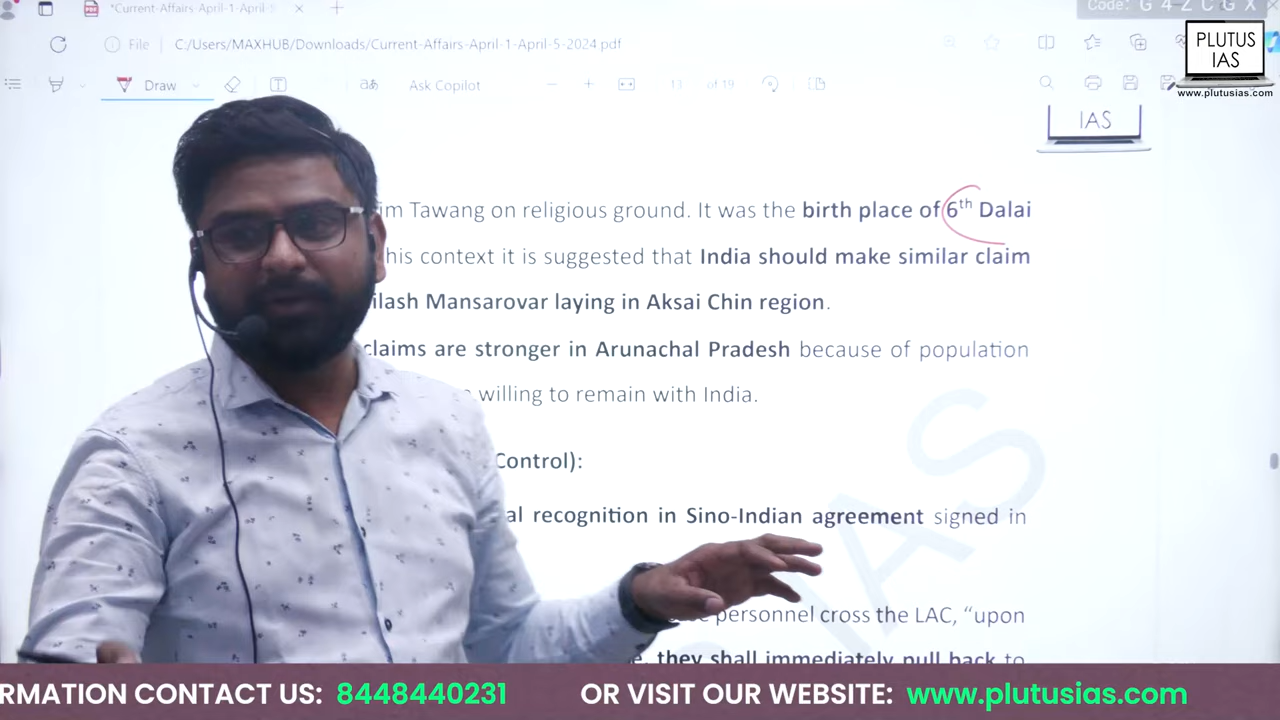 *Current-Affairs-April-1-April-5
Code: G 4 Z C G X
File C:/Users/MAXHUB/Downloads/Current-Affairs-April-1-April-5-2024.pdf
PLUTUS
IAS
www.plutusias.com
Draw Ask Copilot 13 of 19
IAS
im Tawang on religious ground. It was the birth place of 6th Dalai
his context it is suggested that India should make similar claim
ilash Mansarovar laying in Aksai Chin region.
claims are stronger in Arunachal Pradesh because of population
willing to remain with India.
Control):
al recognition in Sino-Indian agreement signed in
personnel cross the LAC, “upon
they shall immediately pull back to
IAS
RMATION CONTACT US: 8448440231 OR VISIT OUR WEBSITE: www.plutusias.com